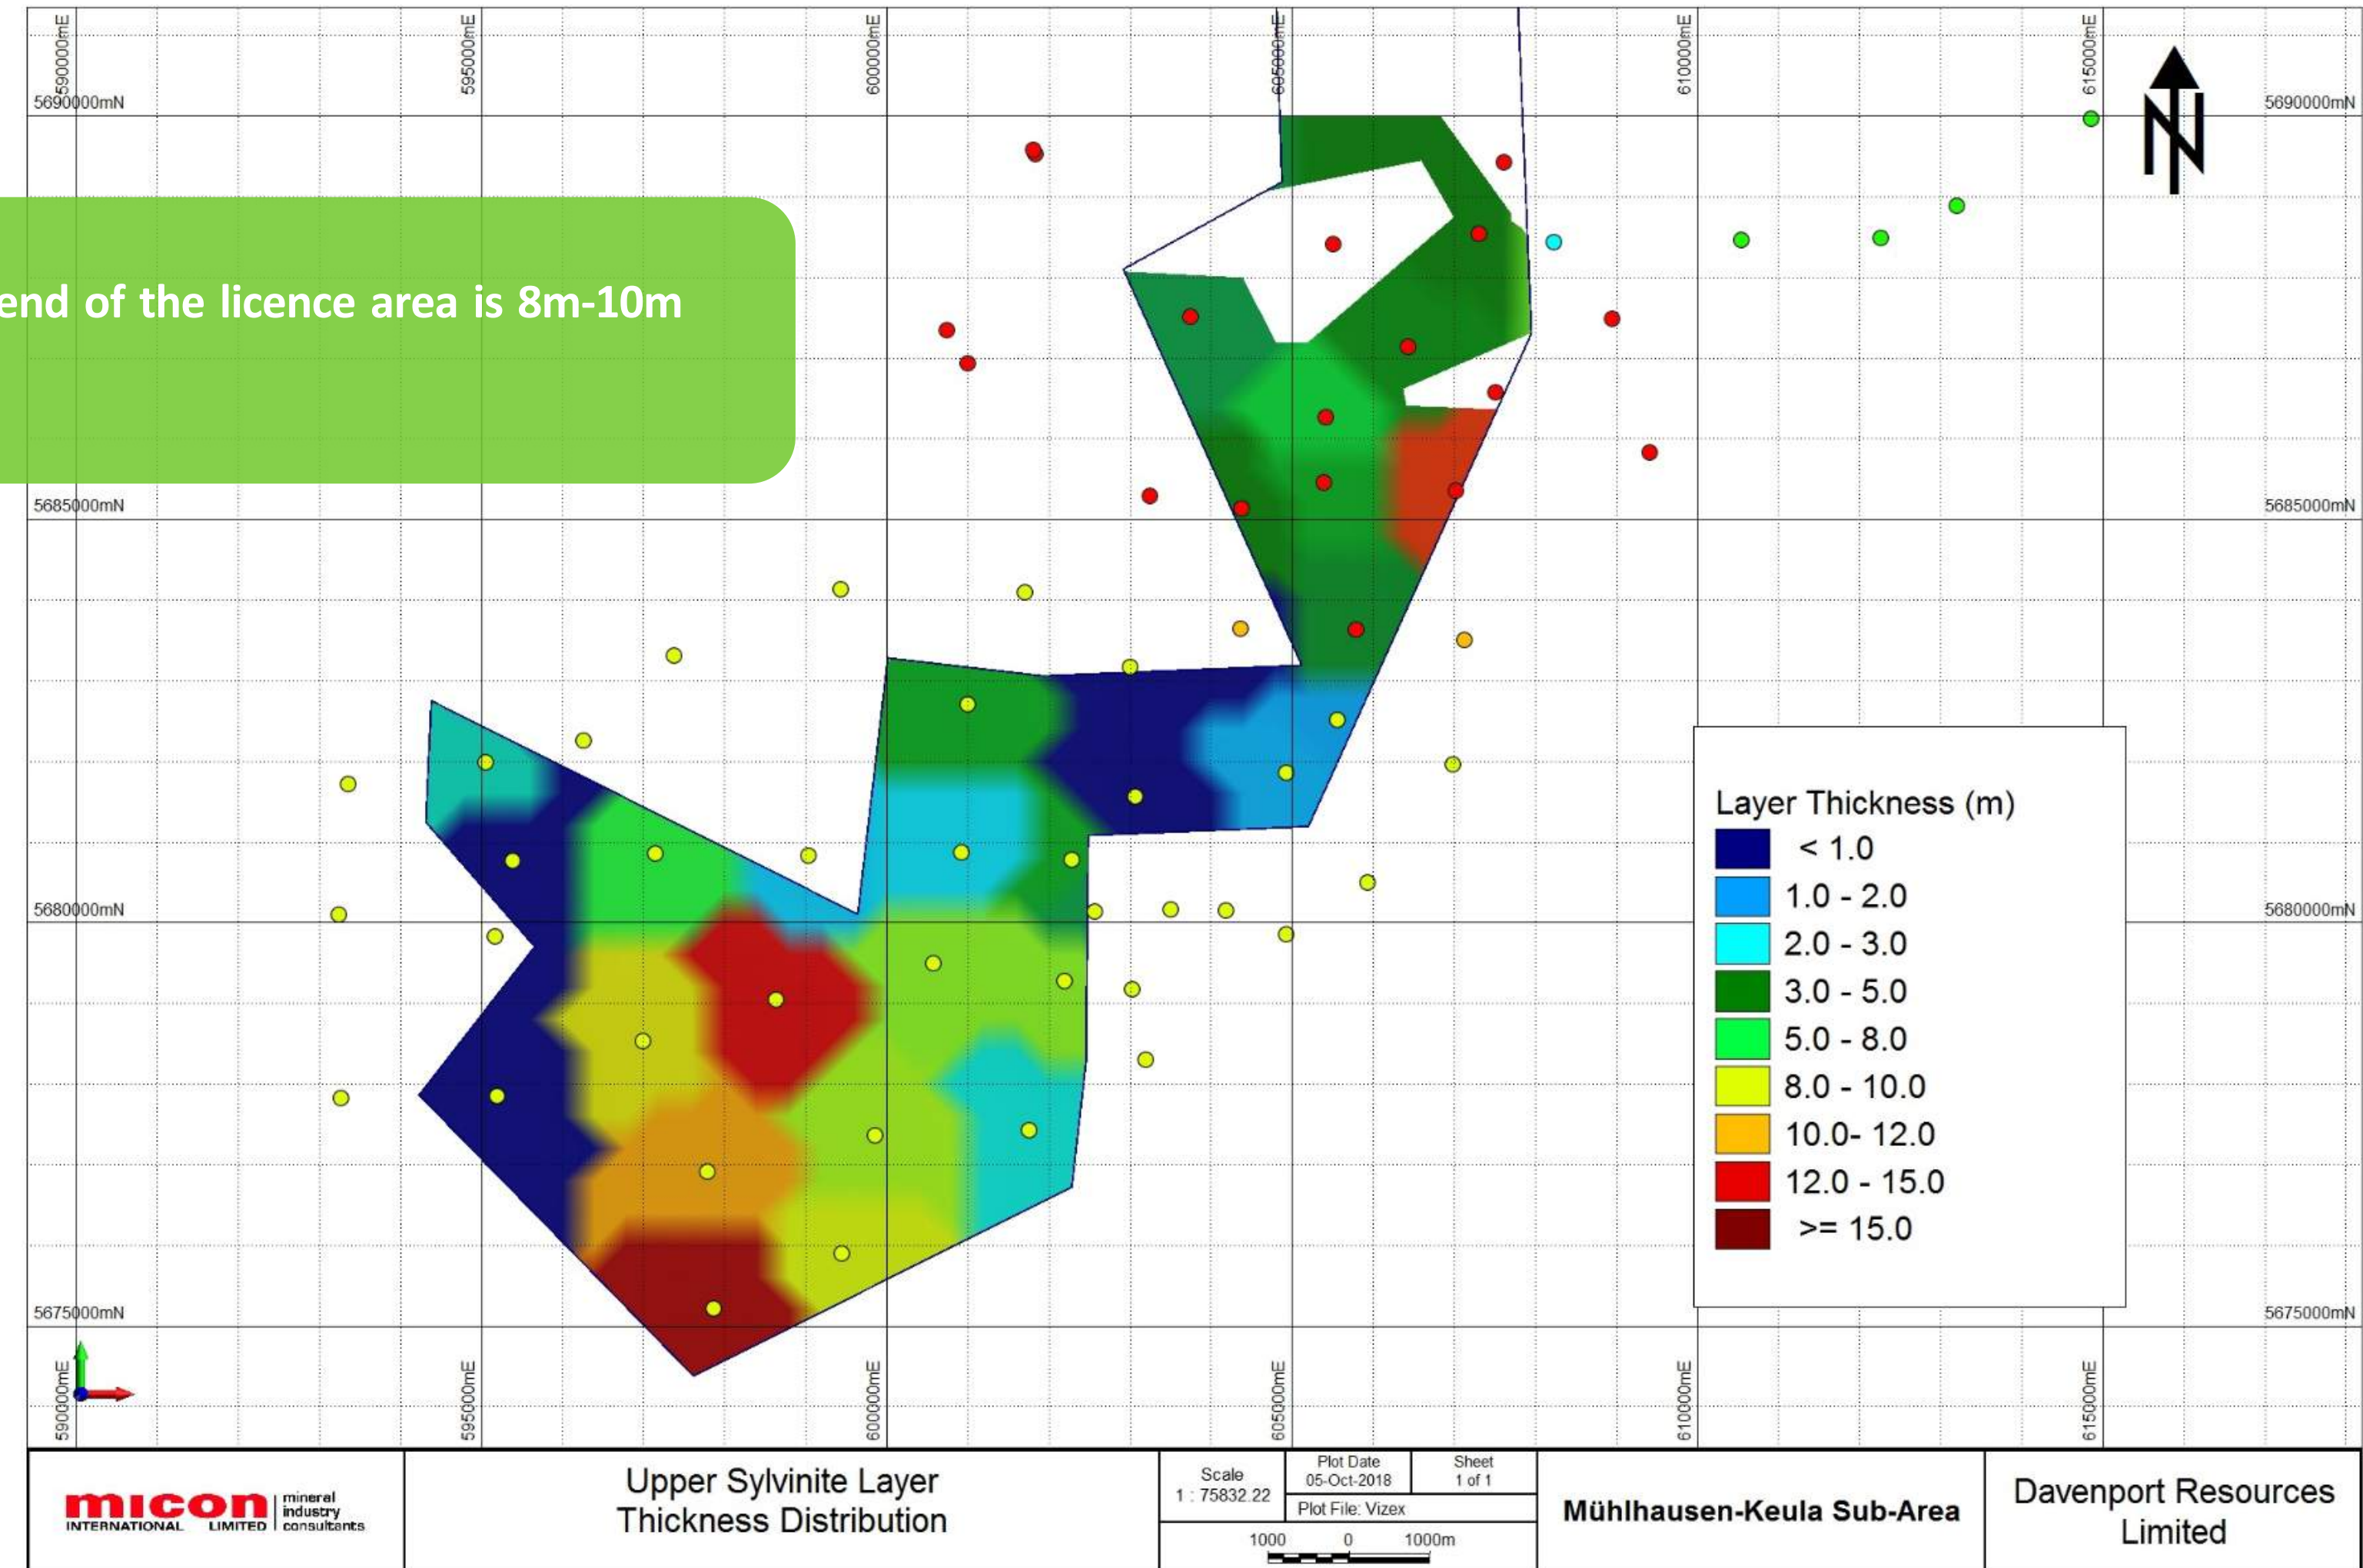 590000mE
595000mE
600000mE
605000mE
610000mE
615000mE
5690000mN
5690000mN
N
end of the licence area is 8m-10m
5685000mN
5685000mN
Layer Thickness (m)
< 1.0
1.0 - 2.0
2.0 - 3.0
3.0 - 5.0
5.0 - 8.0
8.0 - 10.0
10.0- 12.0
12.0 - 15.0
>= 15.0
5680000mN
5680000mN
5675000mN
5675000mN
590000mE
595000mE
600000mE
605000mE
610000mE
615000mE
micon
INTERNATIONAL LIMITED
mineral
industry
consultants
Upper Sylvinite Layer
Thickness Distribution
Scale
1 : 75832.22
Plot Date
05-Oct-2018
Sheet
1 of 1
Plot File: Vizex
1000 0 1000m
Mühlhausen-Keula Sub-Area
Davenport Resources
Limited